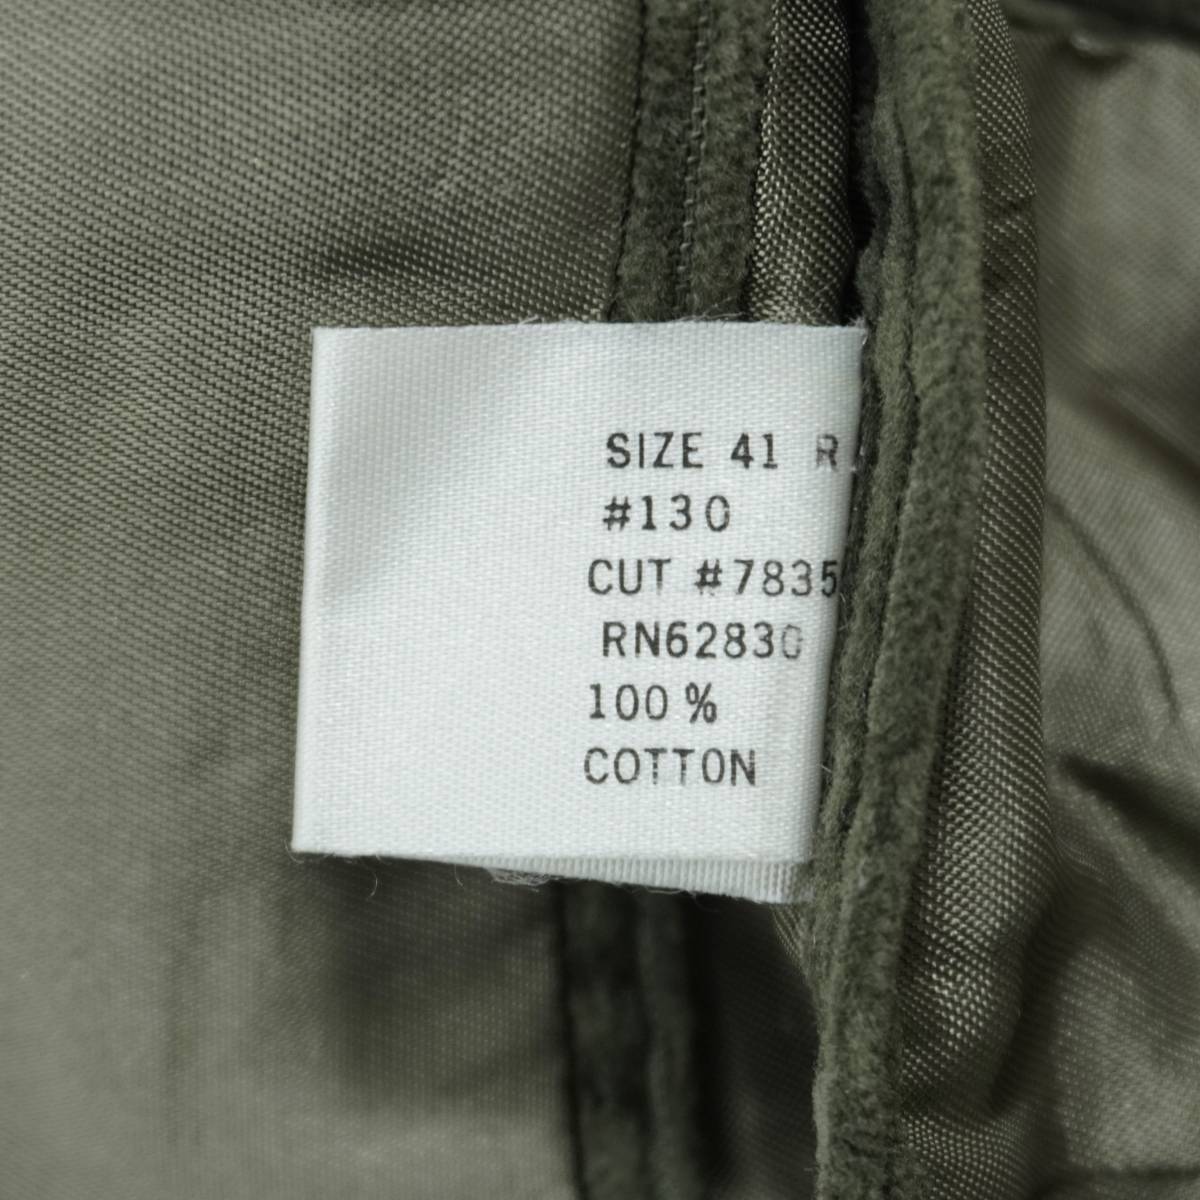 SIZE 41 R
#130
CUT #7835
RN62830
100 %
COTTON